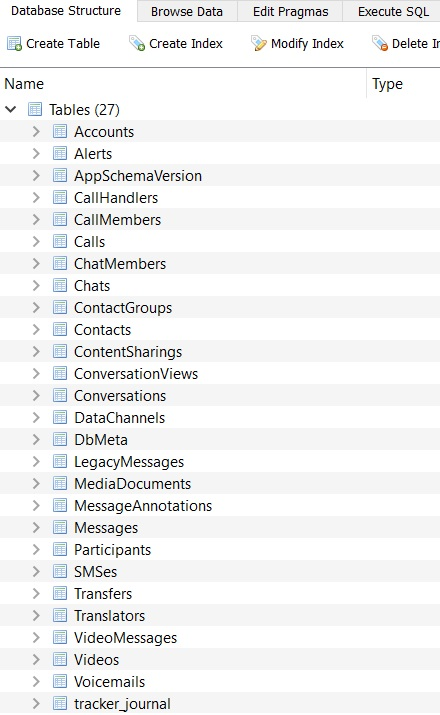 Database Structure Browse Data Edit Pragmas Execute SQL
Create Table Create Index Modify Index Delete
Name Type
Tables (27)
Accounts
Alerts
AppSchemaVersion
CallHandlers
CallMembers
Calls
ChatMembers
Chats
ContactGroups
Contacts
ContentSharings
ConversationViews
Conversations
DataChannels
DbMeta
LegacyMessages
MediaDocuments
MessageAnnotations
Messages
Participants
SMSes
Transfers
Translators
VideoMessages
Videos
Voicemails
tracker_journal